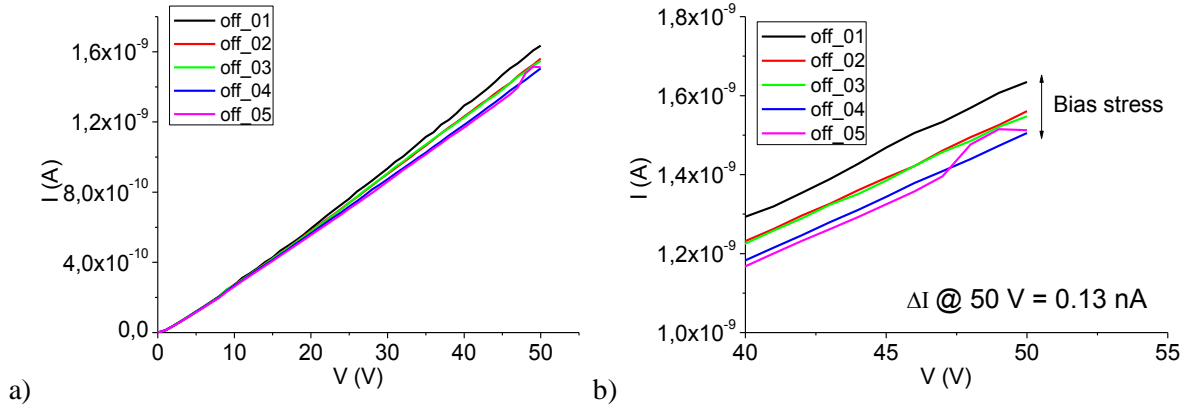 off_01
off_02
off_03
off_04
off_05
1,6x10⁻⁹
1,2x10⁻⁹
8,0x10⁻¹⁰
4,0x10⁻¹⁰
0,0
I (A)
0 10 20 30 40 50
V (V)
a)
off_01
off_02
off_03
off_04
off_05
1,8x10⁻⁹
1,6x10⁻⁹
1,4x10⁻⁹
1,2x10⁻⁹
1,0x10⁻⁹
I (A)
Bias stress
ΔI @ 50 V = 0.13 nA
40 45 50 55
V (V)
b)